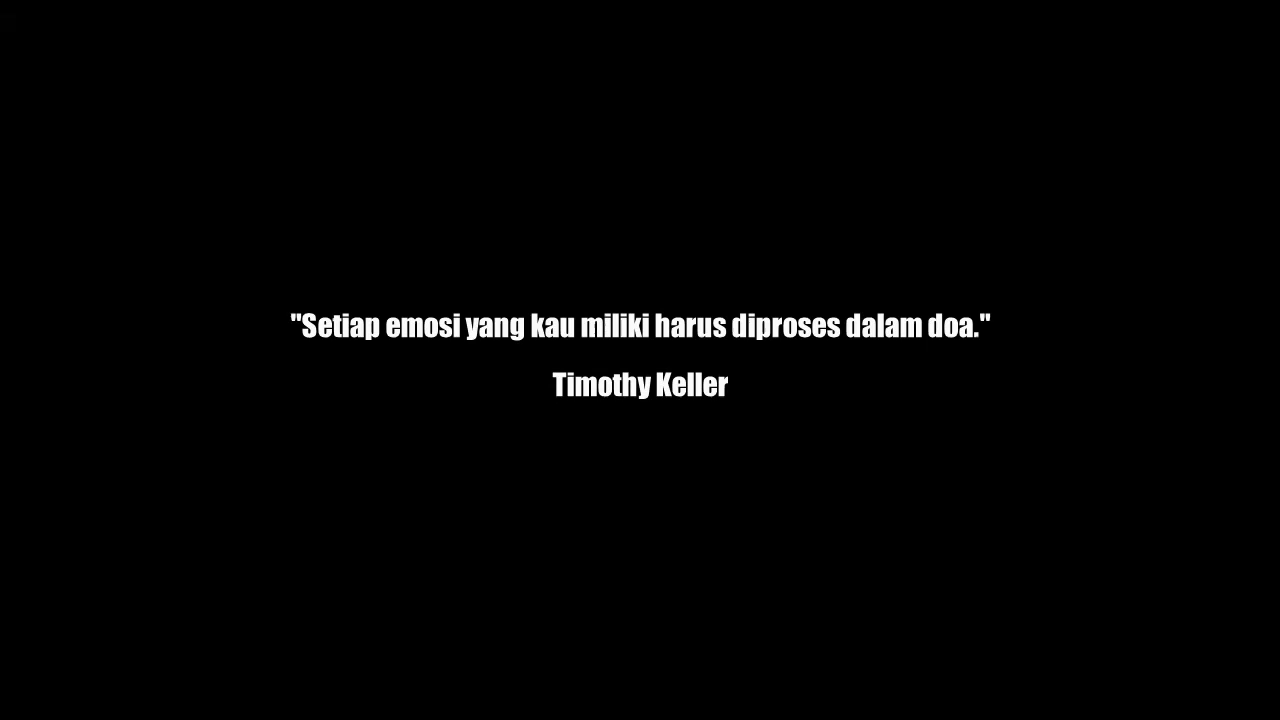 "Setiap emosi yang kau miliki harus diproses dalam doa."
Timothy Keller